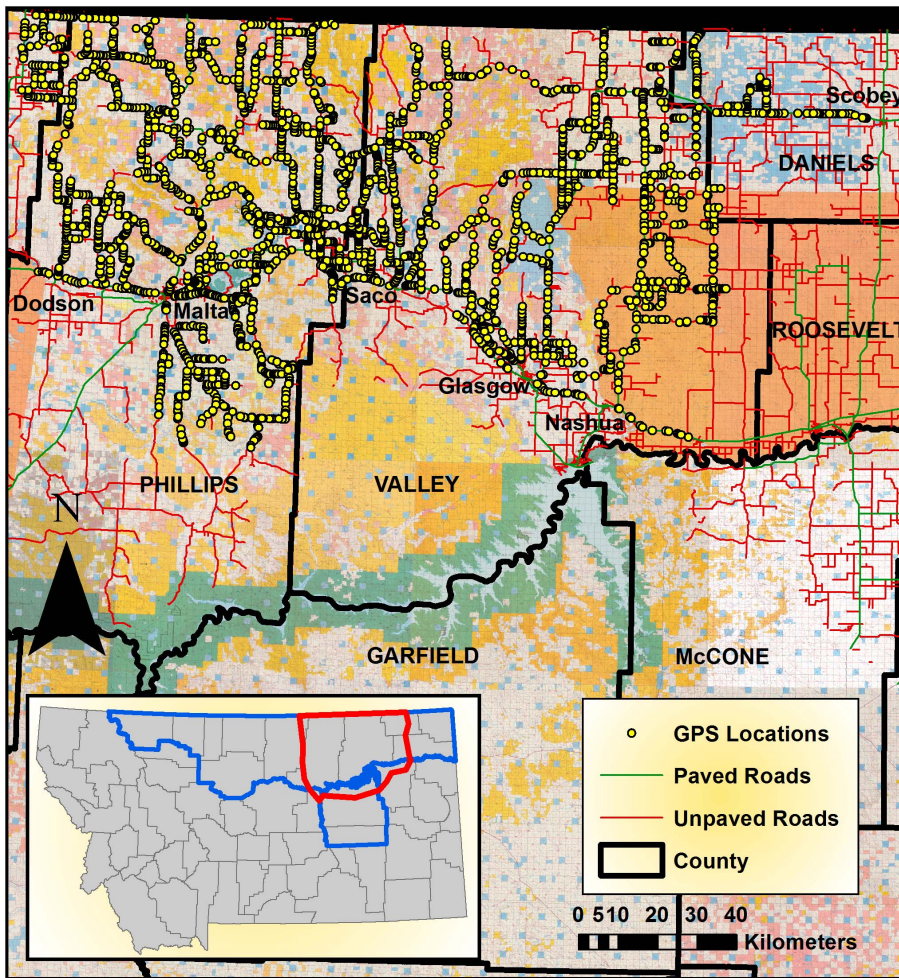 Scobey
DANIELS
Dodson
Malta
Saco
ROOSEVELT
Glasgow
Nashua
PHILLIPS
VALLEY
N
GARFIELD
McCONE
GPS Locations
Paved Roads
Unpaved Roads
County
0 5 10 20 30 40
Kilometers